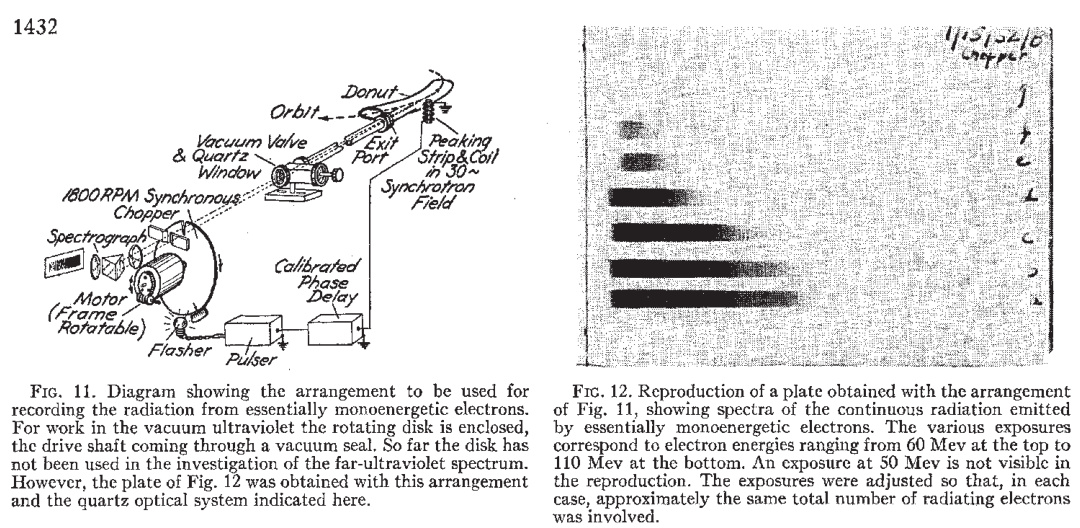 1432
Donut
Orbit
Vacuum Valve
& Quartz
Window
Exit
Port
Peaking
Strip & Coil
in 30~
Synchrotron
Field
1800 RPM Synchronous
Chopper
Spectrograph
Calibrated
Phase
Delay
Motor
(Frame
Rotatable)
Flasher
Pulser
FIG. 11. Diagram showing the arrangement to be used for
recording the radiation from essentially monoenergetic electrons.
For work in the vacuum ultraviolet the rotating disk is enclosed,
the drive shaft coming through a vacuum seal. So far the disk has
not been used in the investigation of the far-ultraviolet spectrum.
However, the plate of Fig. 12 was obtained with this arrangement
and the quartz optical system indicated here.
Chopper
FIG. 12. Reproduction of a plate obtained with the arrangement
of Fig. 11, showing spectra of the continuous radiation emitted
by essentially monoenergetic electrons. The various exposures
correspond to electron energies ranging from 60 Mev at the top to
110 Mev at the bottom. An exposure at 50 Mev is not visible in
the reproduction. The exposures were adjusted so that, in each
case, approximately the same total number of radiating electrons
was involved.